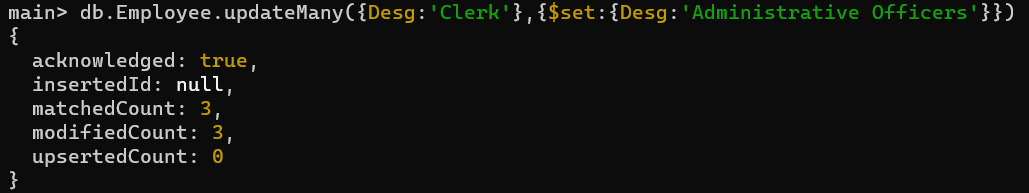 main> db.Employee.updateMany({Desg:'Clerk'},{$set:{Desg:'Administrative Officers'}})
{
  acknowledged: true,
  insertedId: null,
  matchedCount: 3,
  modifiedCount: 3,
  upsertedCount: 0
}